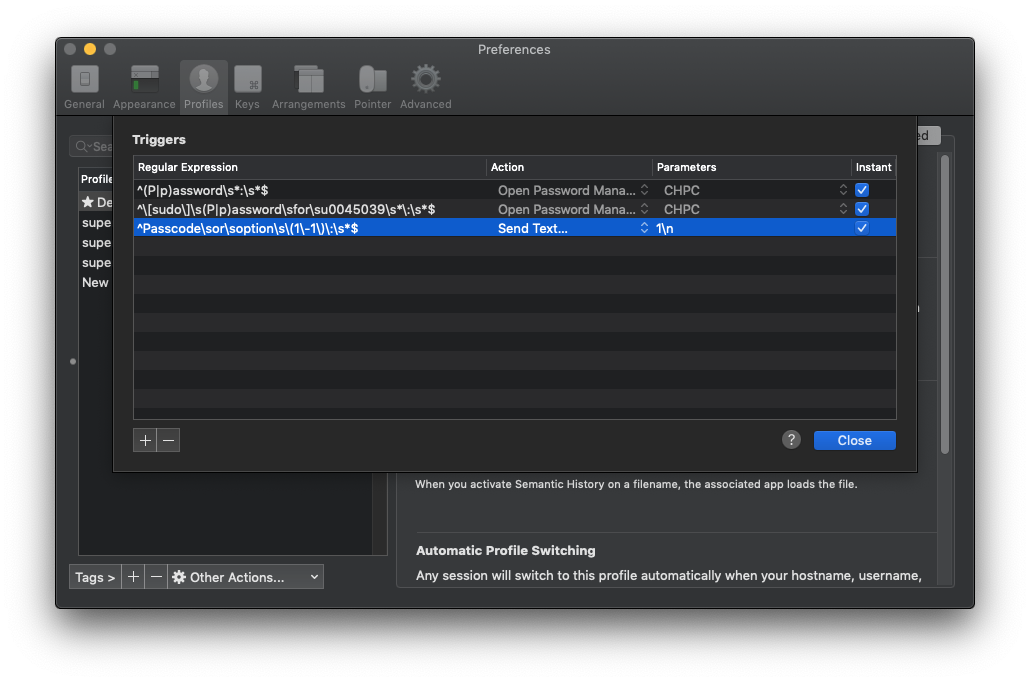 Preferences
General Appearance Profiles Keys Arrangements Pointer Advanced
ed
Sea
Triggers
Regular Expression Action Parameters Instant
Profile
^(P|p)assword\s*:\s*$ Open Password Mana... CHPC
De
^\[sudo\]\s(P|p)assword\sfor\su0045039\s*\:\s*$ Open Password Mana... CHPC
supe
^Passcode\sor\soption\s\(1\-1\)\:\s*$ Send Text... 1\n
supe
supe
New
? Close
When you activate Semantic History on a filename, the associated app loads the file.
Automatic Profile Switching
Any session will switch to this profile automatically when your hostname, username,
Tags > + − Other Actions...